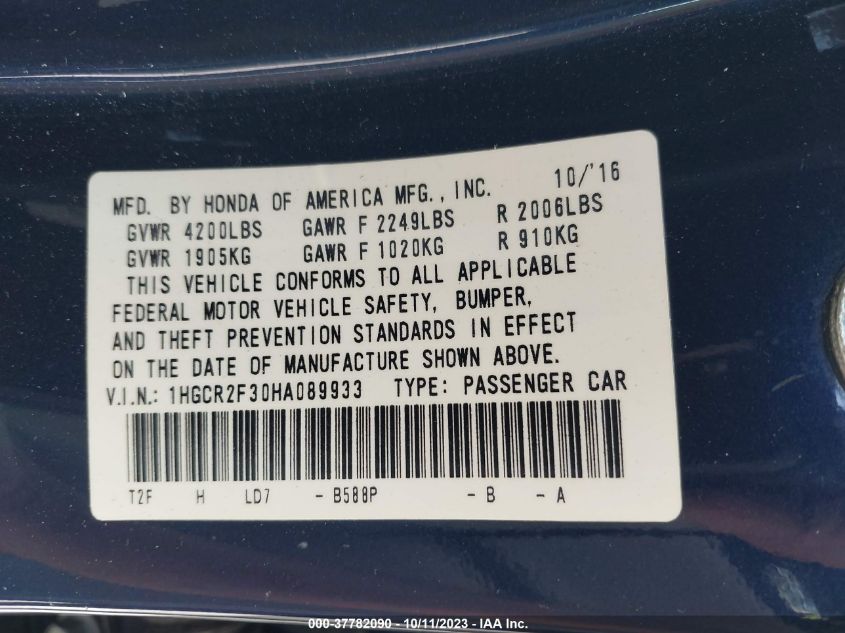 MFD. BY HONDA OF AMERICA MFG., INC. 10/'16
GVWR 4200LBS GAWR F 2249LBS R 2006LBS
GVWR 1905KG GAWR F 1020KG R 910KG
THIS VEHICLE CONFORMS TO ALL APPLICABLE
FEDERAL MOTOR VEHICLE SAFETY, BUMPER,
AND THEFT PREVENTION STANDARDS IN EFFECT
ON THE DATE OF MANUFACTURE SHOWN ABOVE.
V.I.N.: 1HGCR2F30HA089933 TYPE: PASSENGER CAR
T2F H LD7 -B588P -B -A
000-37782090 - 10/11/2023 - IAA Inc.